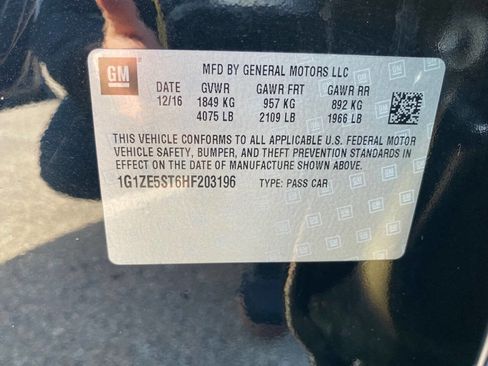 GM
MFD BY GENERAL MOTORS LLC
DATE GVWR GAWR FRT GAWR RR
12/16 1849 KG 957 KG 892 KG
4075 LB 2109 LB 1966 LB
THIS VEHICLE CONFORMS TO ALL APPLICABLE U.S. FEDERAL MOTOR
VEHICLE SAFETY, BUMPER, AND THEFT PREVENTION STANDARDS IN
EFFECT ON THE DATE OF MANUFACTURE SHOWN ABOVE.
1G1ZE5ST6HF203196 TYPE: PASS CAR